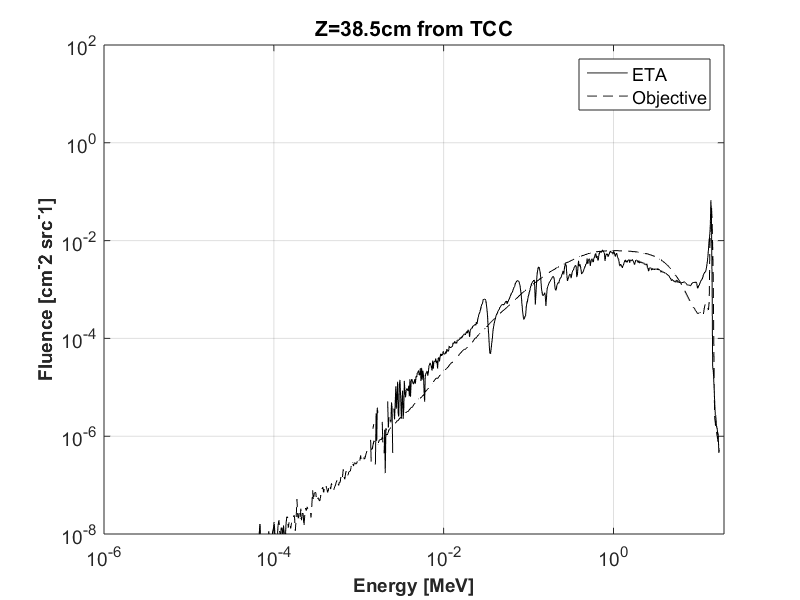 Z=38.5cm from TCC
ETA
Objective
Fluence [cm^-2 src^-1]
10^2
10^0
10^-2
10^-4
10^-6
10^-8
10^-6
10^-4
10^-2
10^0
Energy [MeV]